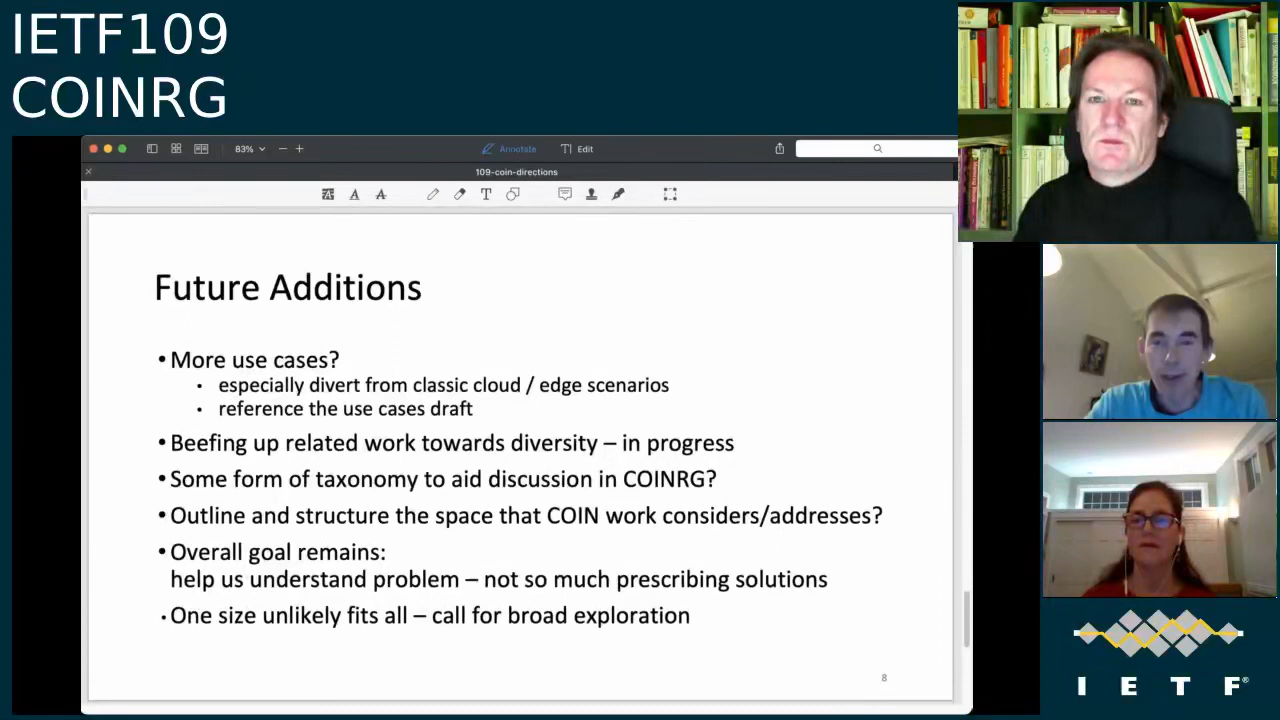 IETF109
COINRG
83%
Annotate
Edit
109-coin-directions
Future Additions
• More use cases?
• especially divert from classic cloud / edge scenarios
• reference the use cases draft
• Beefing up related work towards diversity – in progress
• Some form of taxonomy to aid discussion in COINRG?
• Outline and structure the space that COIN work considers/addresses?
• Overall goal remains:
help us understand problem – not so much prescribing solutions
• One size unlikely fits all – call for broad exploration
8
I E T F®